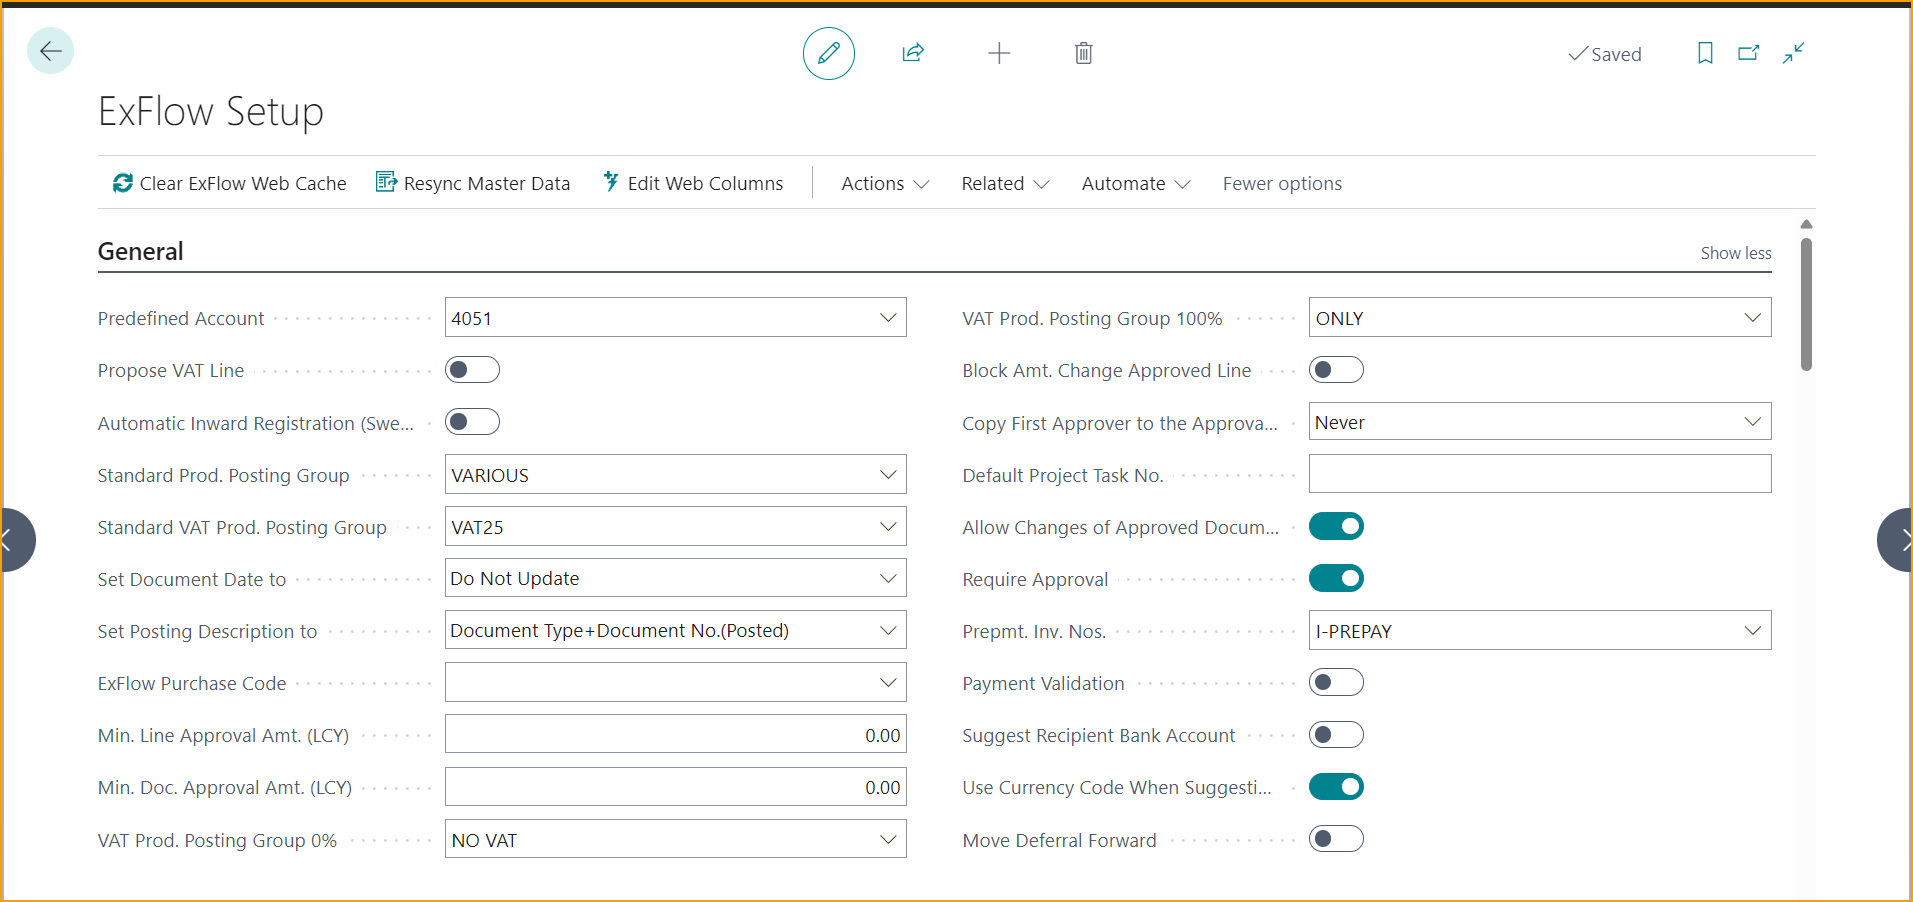 Saved
ExFlow Setup
Clear ExFlow Web Cache
Resync Master Data
Edit Web Columns
Actions
Related
Automate
Fewer options
General
Show less
Predefined Account
4051
Propose VAT Line
Automatic Inward Registration (Swe...
Standard Prod. Posting Group
VARIOUS
Standard VAT Prod. Posting Group
VAT25
Set Document Date to
Do Not Update
Set Posting Description to
Document Type+Document No.(Posted)
ExFlow Purchase Code
Min. Line Approval Amt. (LCY)
0.00
Min. Doc. Approval Amt. (LCY)
0.00
VAT Prod. Posting Group 0%
NO VAT
VAT Prod. Posting Group 100%
ONLY
Block Amt. Change Approved Line
Copy First Approver to the Approva...
Never
Default Project Task No.
Allow Changes of Approved Docum...
Require Approval
Prepmt. Inv. Nos.
I-PREPAY
Payment Validation
Suggest Recipient Bank Account
Use Currency Code When Suggesti...
Move Deferral Forward